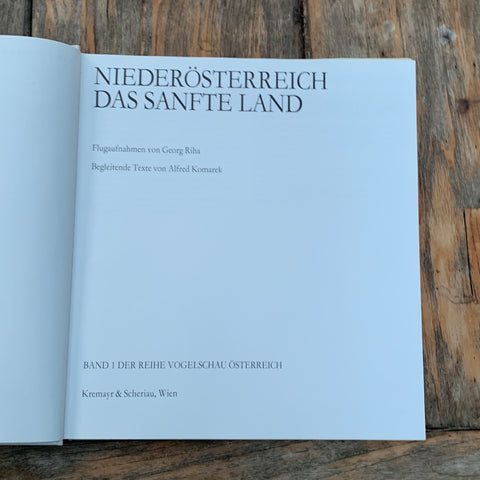 NIEDERÖSTERREICH
DAS SANFTE LAND
Flugaufnahmen von Georg Riha
Begleitende Texte von Alfred Komarek
BAND 1 DER REIHE VOGELSCHAU ÖSTERREICH
Kremayr & Scheriau, Wien